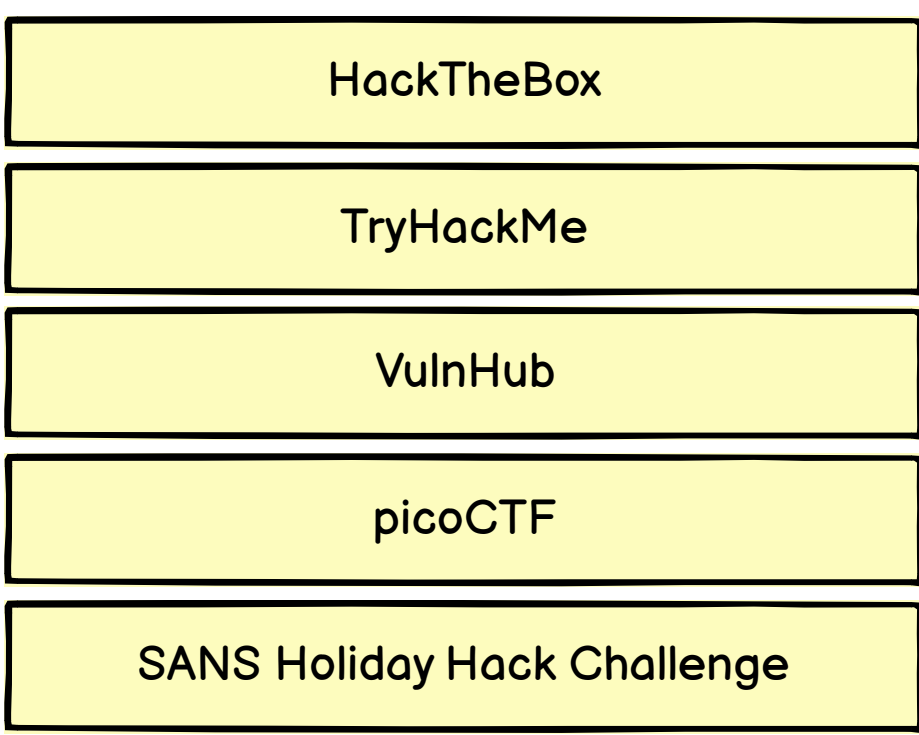 HackTheBox
TryHackMe
VulnHub
picoCTF
SANS Holiday Hack Challenge